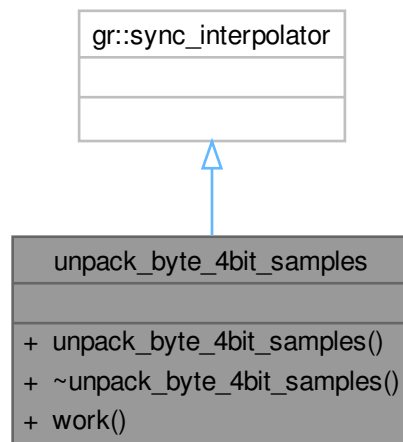 gr::sync_interpolator
unpack_byte_4bit_samples
+ unpack_byte_4bit_samples()
+ ~unpack_byte_4bit_samples()
+ work()